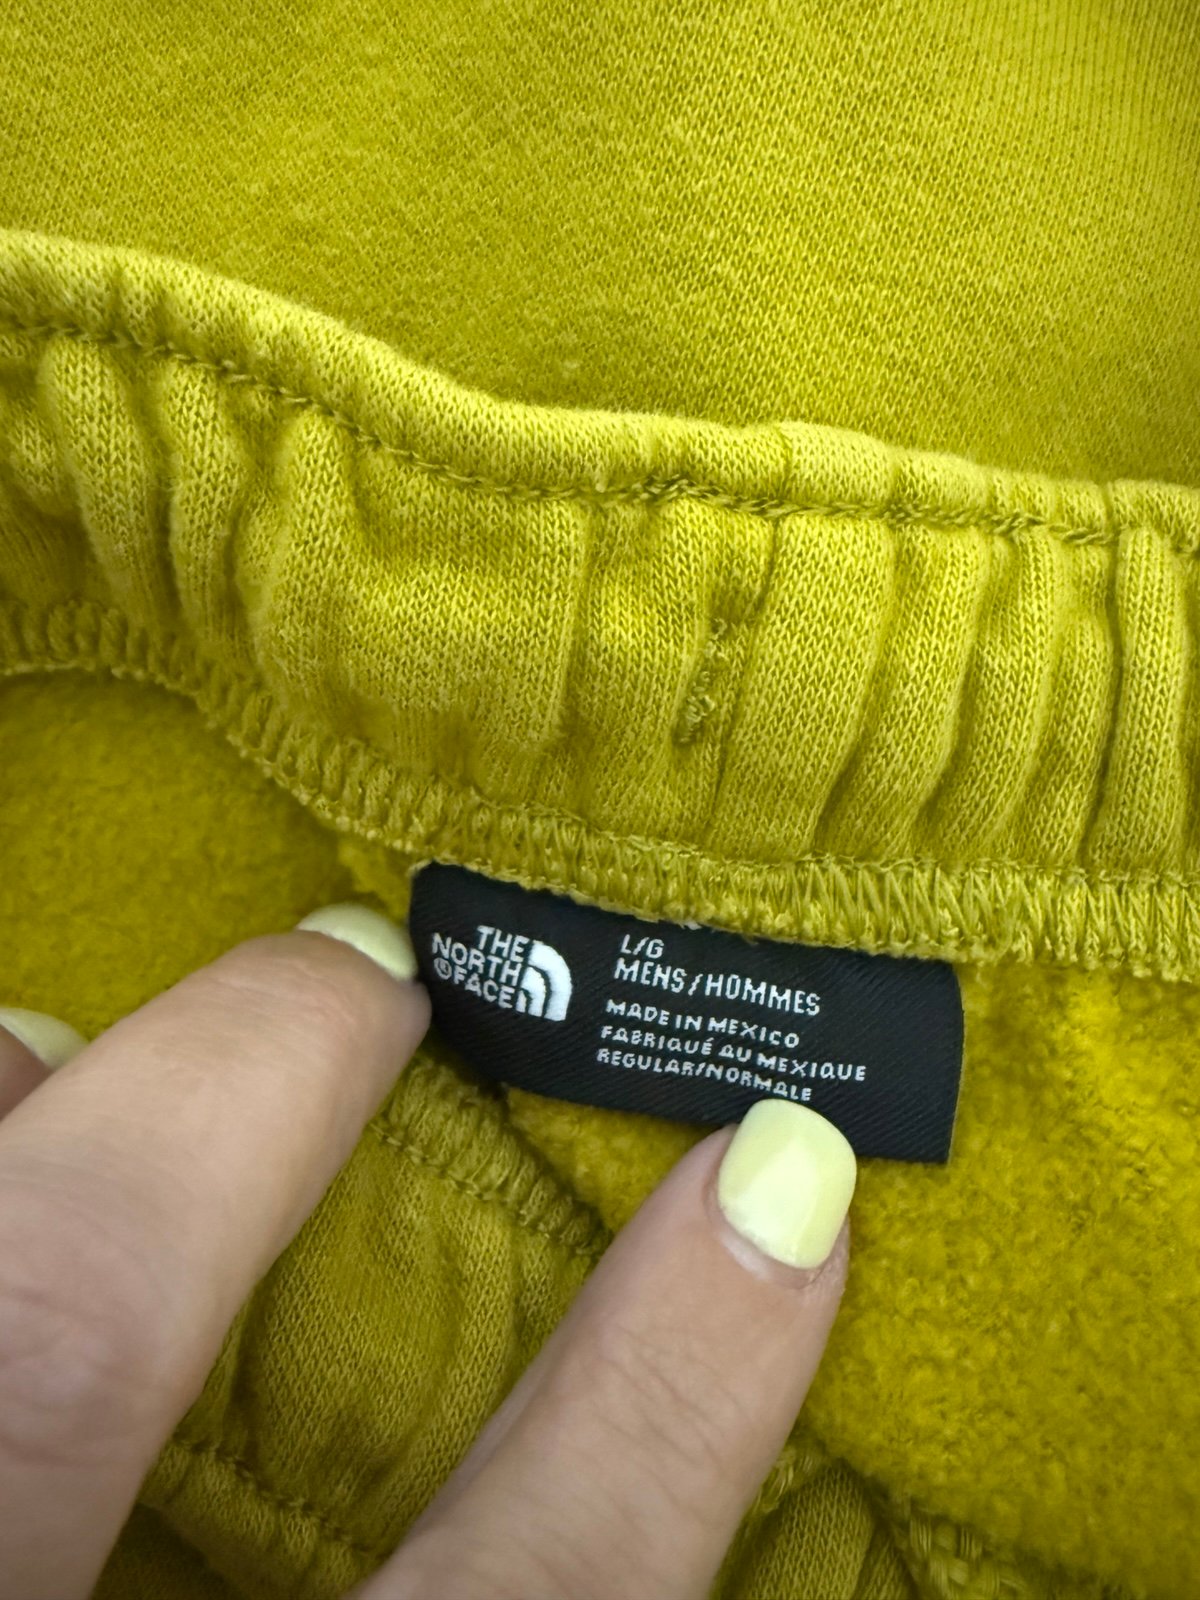 THE
NORTH
FACE
L/G
MENS/HOMMES
MADE IN MEXICO
FABRIQUÉ AU MEXIQUE
REGULAR/NORMALE